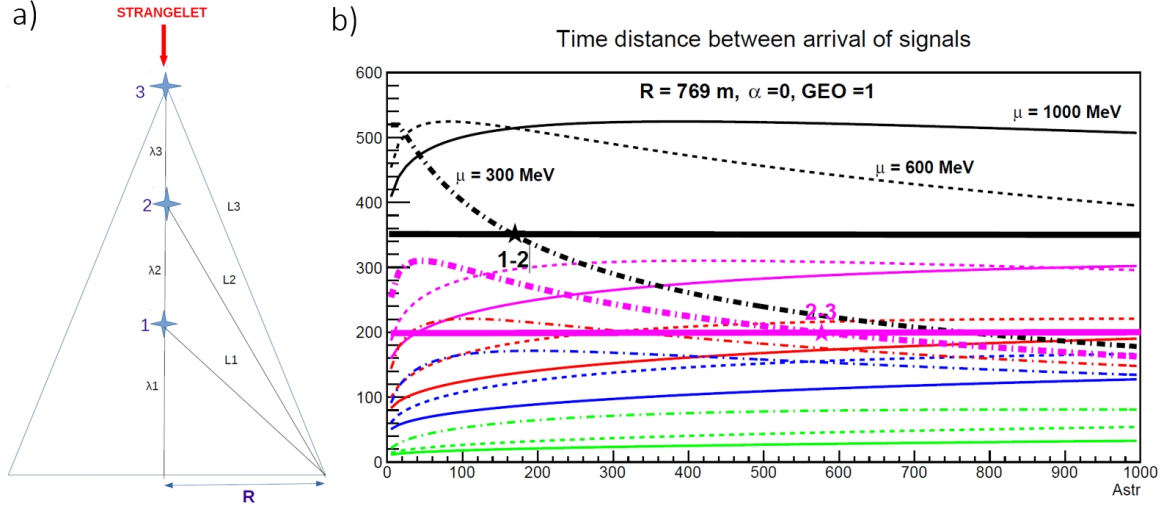 a)
STRANGELET
3
λ3
2
L3
λ2
L2
1
L1
λ1
R
b)
Time distance between arrival of signals
R = 769 m, α =0, GEO =1
μ = 1000 MeV
μ = 600 MeV
μ = 300 MeV
1-2
2-3
600
500
400
300
200
100
0
0 100 200 300 400 500 600 700 800 900 1000
Astr